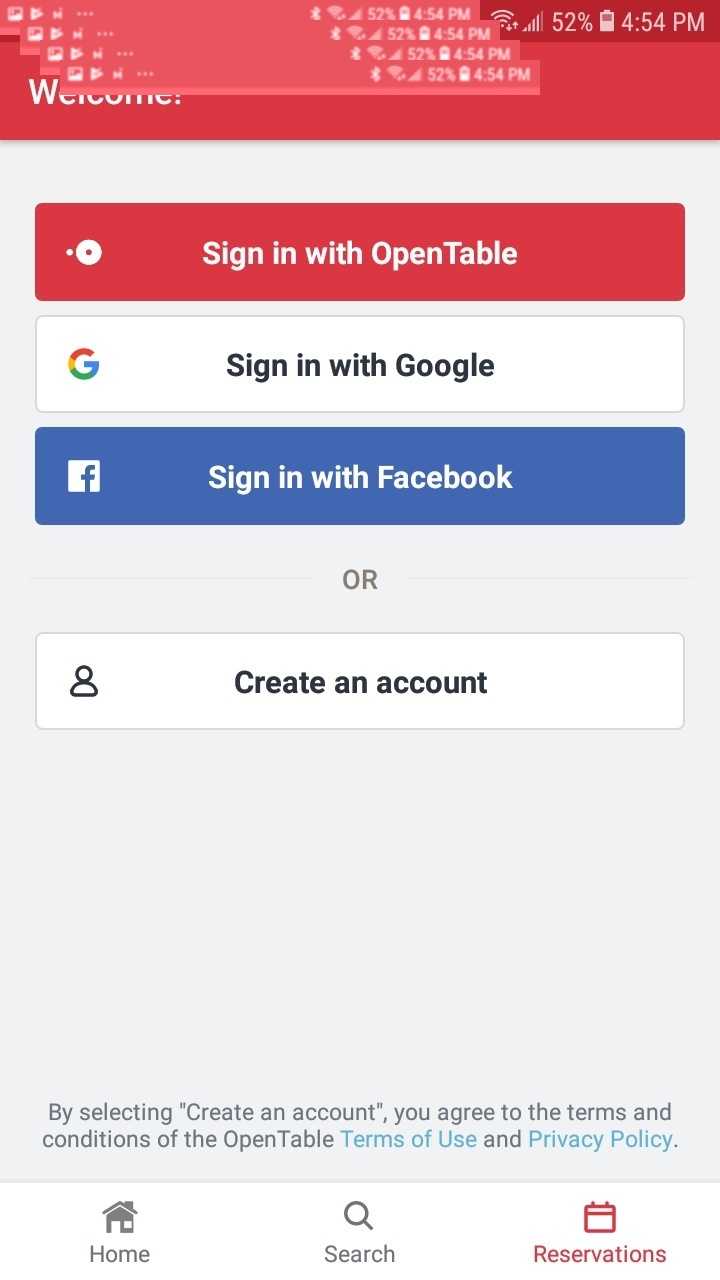 52% 4:54 PM
52% 4:54 PM
52% 4:54 PM
52% 4:54 PM
52% 4:54 PM
Welcome!
Sign in with OpenTable
Sign in with Google
Sign in with Facebook
OR
Create an account
By selecting "Create an account", you agree to the terms and
conditions of the OpenTable Terms of Use and Privacy Policy.
Home Search Reservations